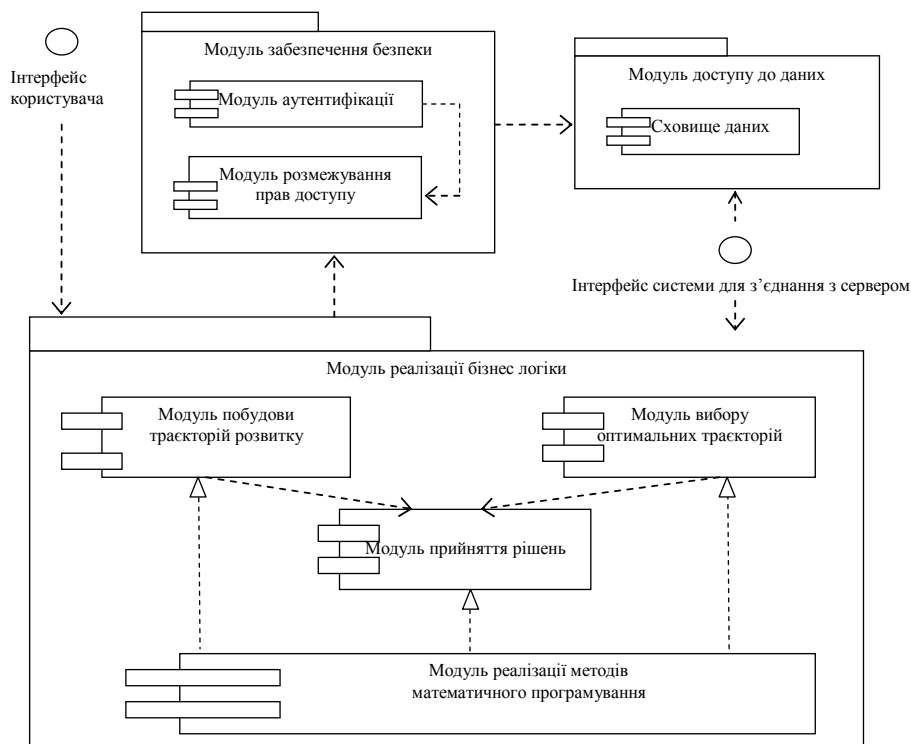 Інтерфейс
користувача
Модуль забезпечення безпеки
Модуль аутентифікації
Модуль розмежування
прав доступу
Модуль доступу до даних
Сховище даних
Інтерфейс системи для з’єднання з сервером
Модуль реалізації бізнес логіки
Модуль побудови
траєкторій розвитку
Модуль вибору
оптимальних траєкторій
Модуль прийняття рішень
Модуль реалізації методів
математичного програмування